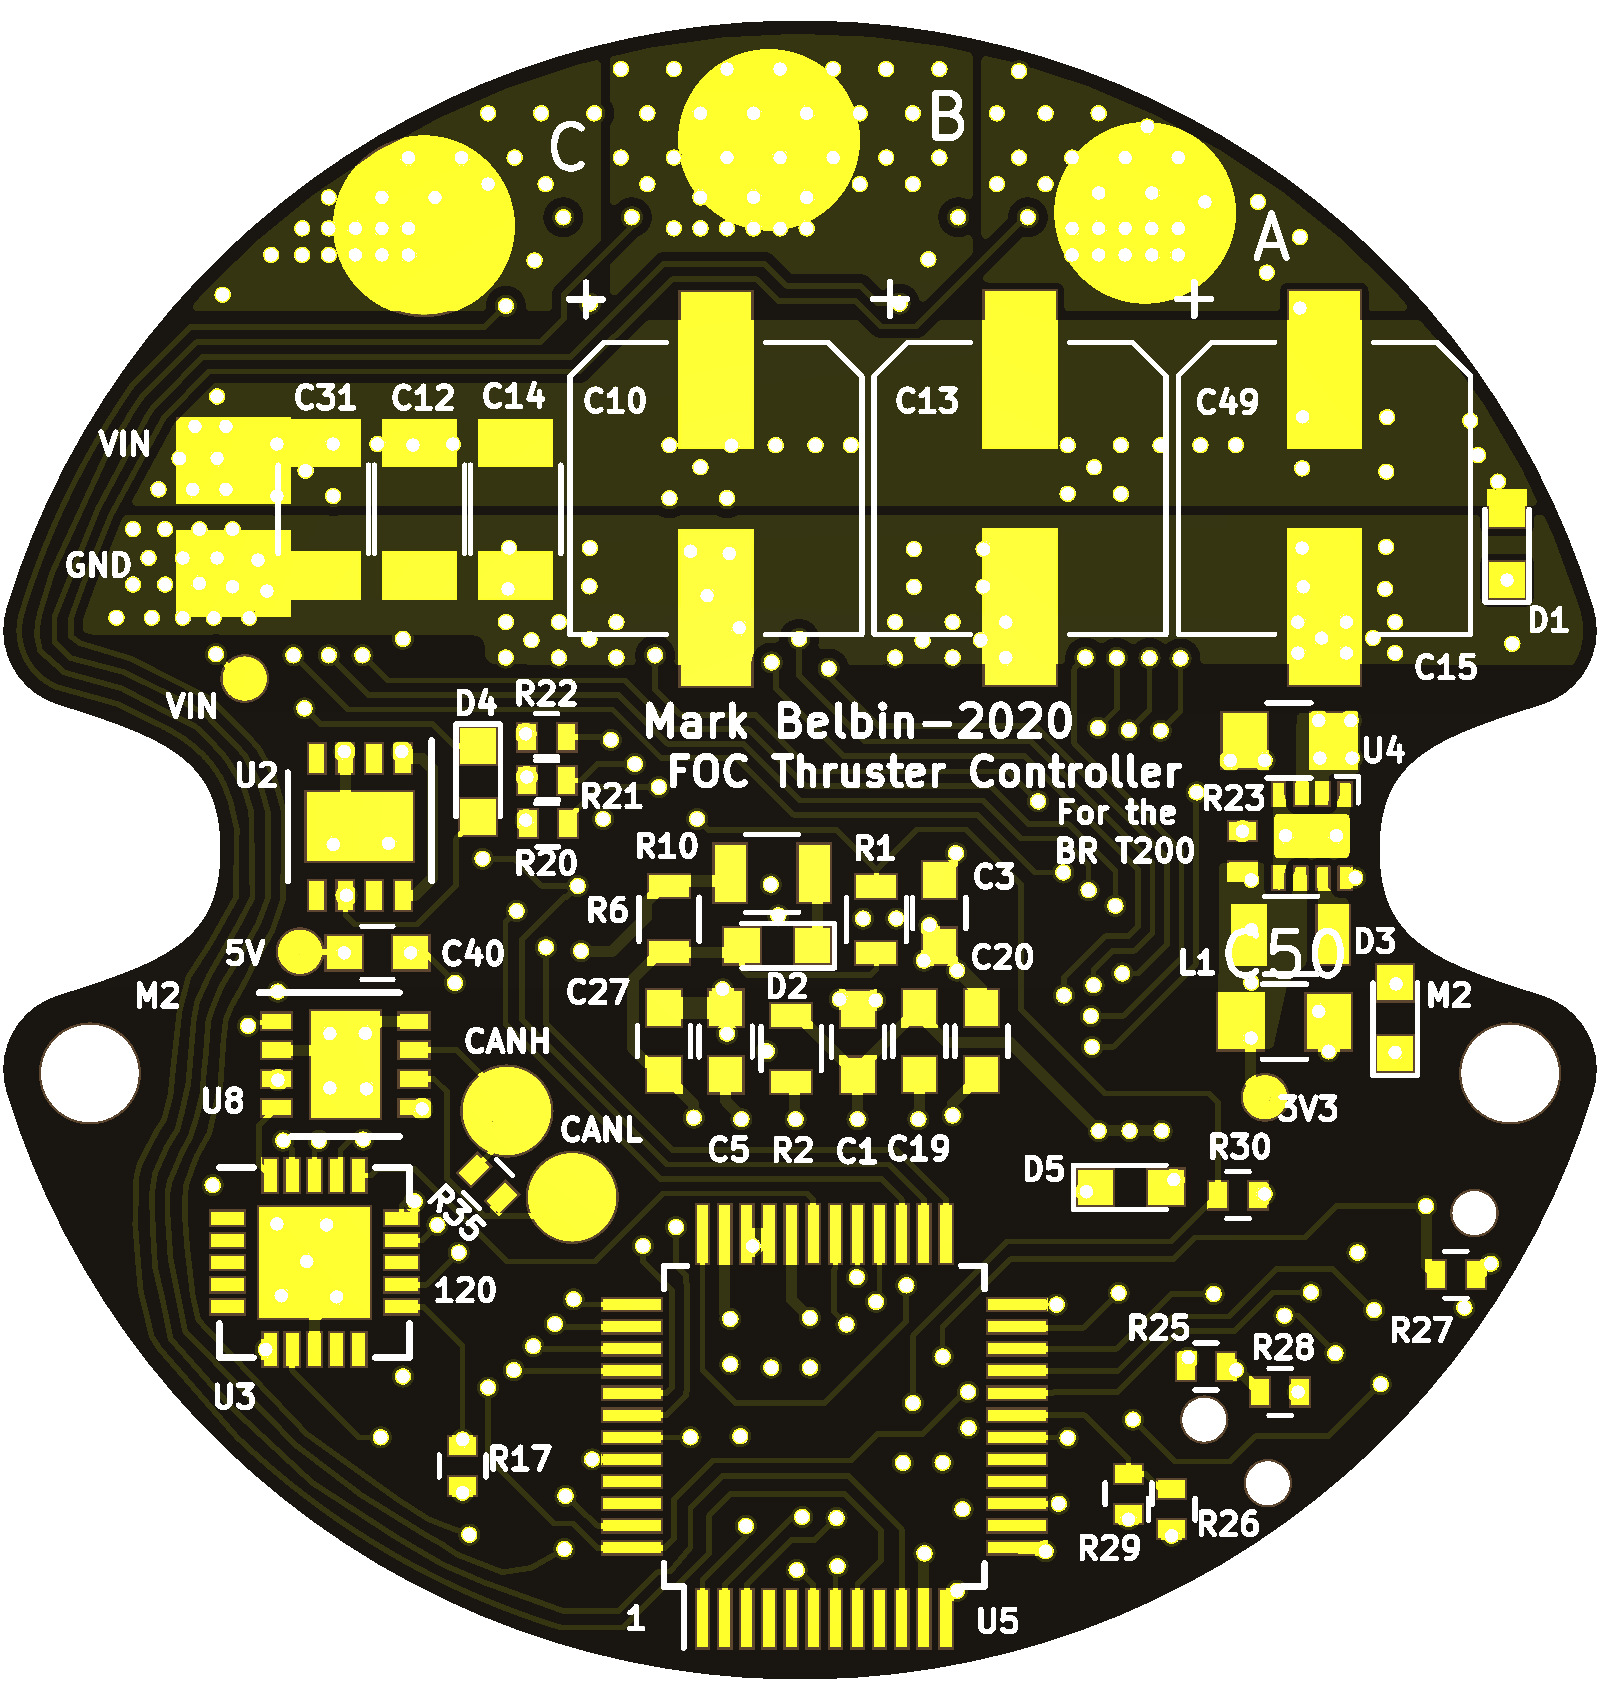 B
C
A
+ + +
C31 C12 C14 C10 C13 C49
VIN
GND
D1
C15
VIN
D4 R22
Mark Belbin-2020
FOC Thruster Controller
U4
U2
R21
R23
For the
BR T200
R20
R10 R1
C3
R6
5V C40 C20
L1 C50 D3
C27 D2
M2 M2
CANH
U8
3V3
CANL
C5 R2 C1 C19 R30
D5
R35
120
R25 R27
R28
U3
R17
R26
R29
1 U5